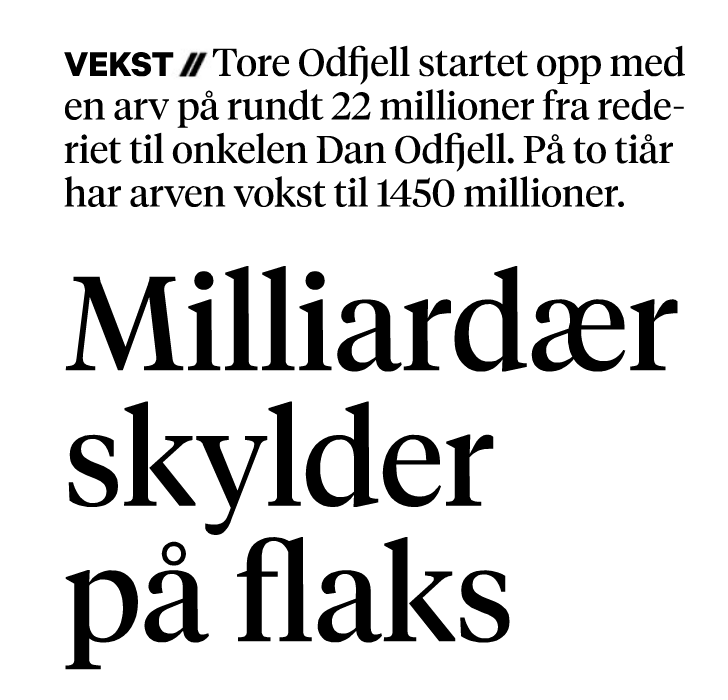 VEKST // Tore Odfjell startet opp med
en arv på rundt 22 millioner fra rede-
riet til onkelen Dan Odfjell. På to tiår
har arven vokst til 1450 millioner.
Milliardær
skylder
på flaks